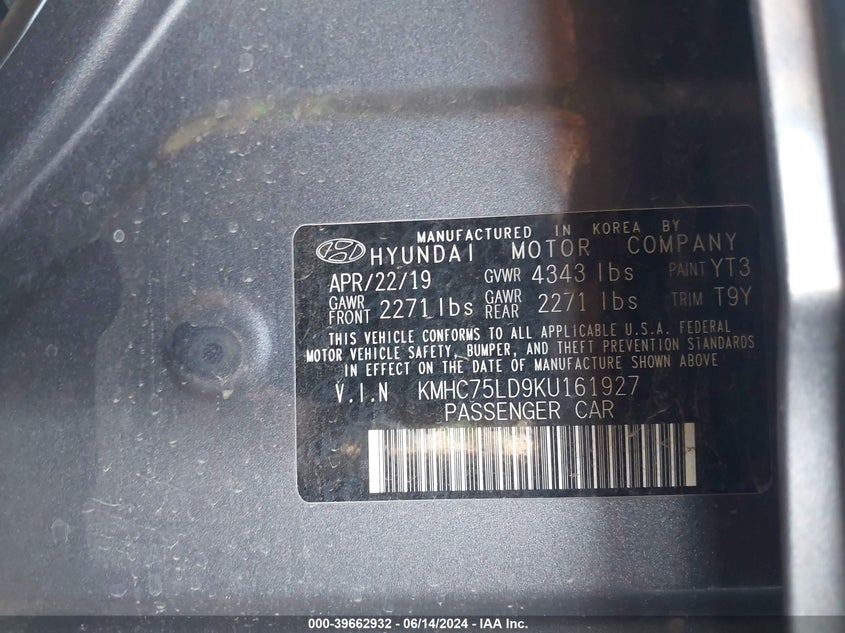 MANUFACTURED IN KOREA BY
HYUNDAI MOTOR COMPANY
APR/22/19 GVWR 4343 lbs PAINT YT3
GAWR FRONT 2271 lbs GAWR REAR 2271 lbs TRIM T9Y
THIS VEHICLE CONFORMS TO ALL APPLICABLE U.S.A. FEDERAL
MOTOR VEHICLE SAFETY, BUMPER, AND THEFT PREVENTION STANDARDS
IN EFFECT ON THE DATE OF MANUFACTURE SHOWN ABOVE
V.I.N KMHC75LD9KU161927
PASSENGER CAR
000-39662932 - 06/14/2024 - IAA Inc.